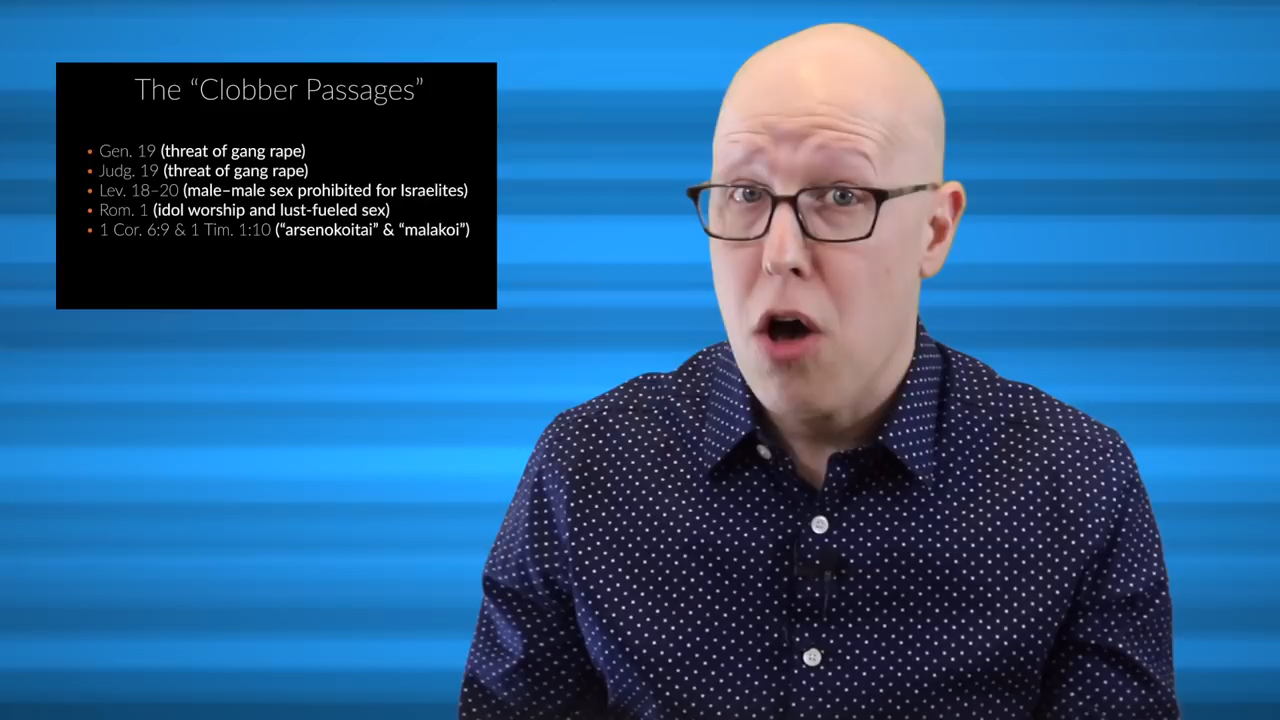 The “Clobber Passages”
• Gen. 19 (threat of gang rape)
• Judg. 19 (threat of gang rape)
• Lev. 18–20 (male–male sex prohibited for Israelites)
• Rom. 1 (idol worship and lust-fueled sex)
• 1 Cor. 6:9 & 1 Tim. 1:10 (“arsenokoitai” & “malakoi”)